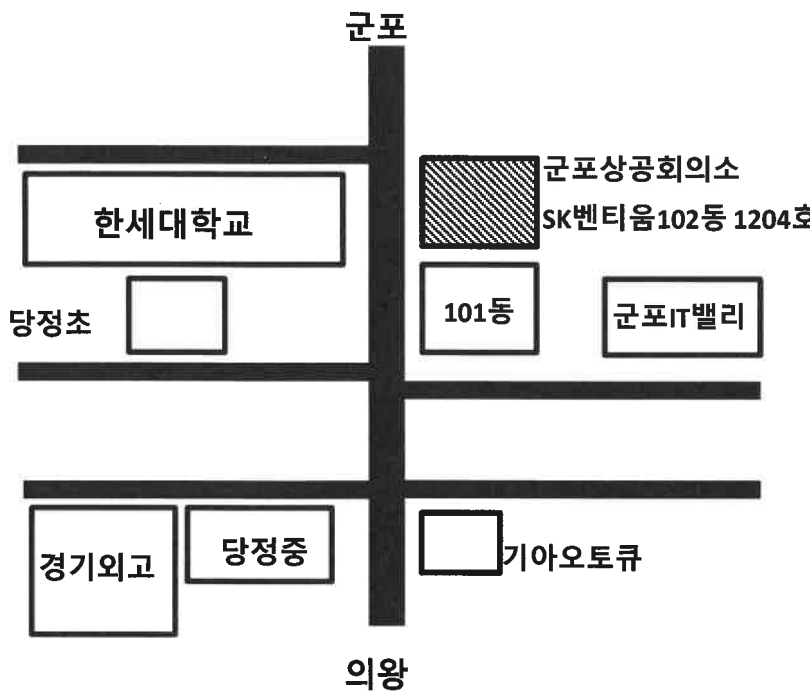 군포
군포상공회의소
SK벤티움102동 1204호
한세대학교
당정초
101동
군포IT밸리
경기외고
당정중
기아오토큐
의왕